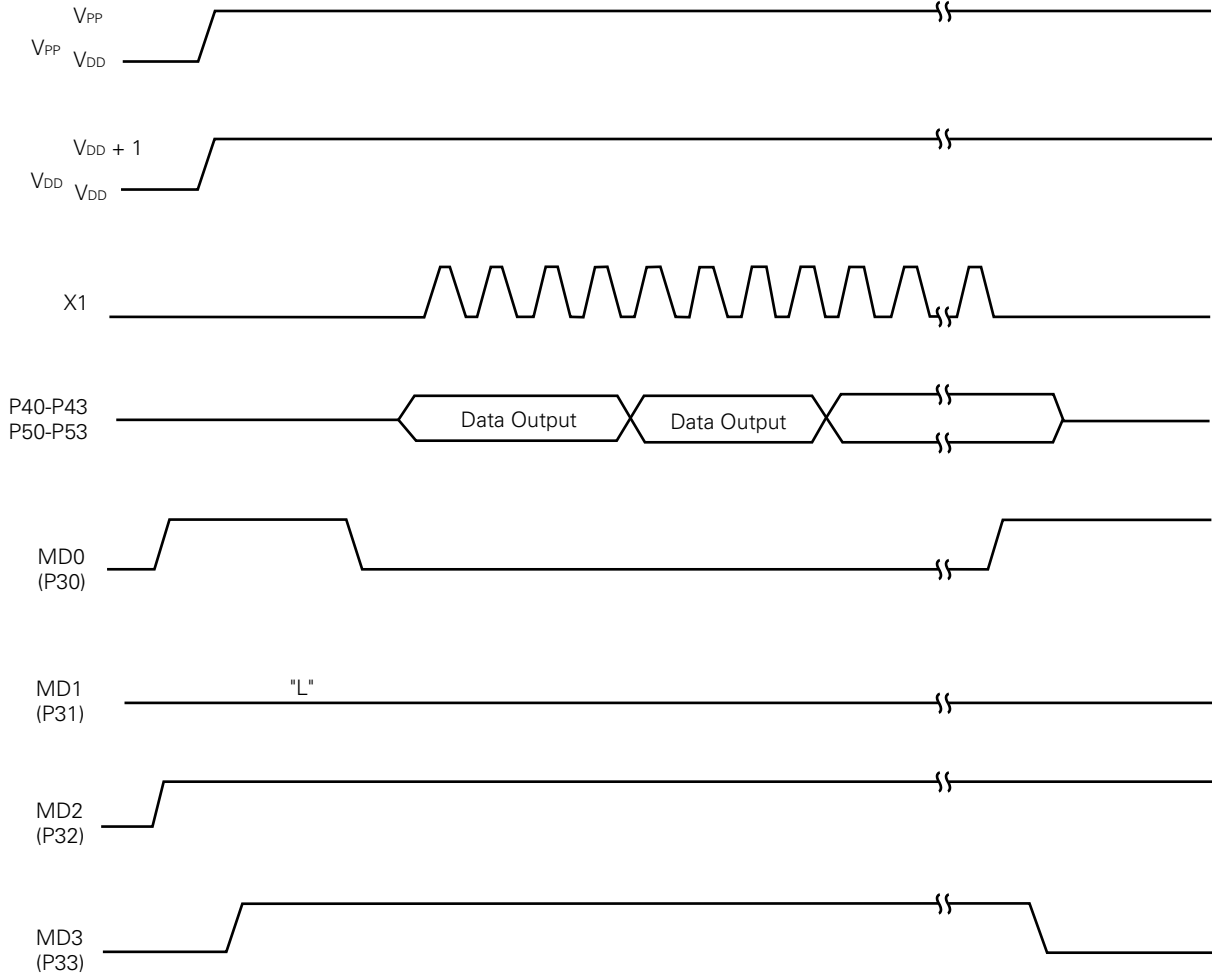 VPP
VPP VDD
VDD + 1
VDD VDD
X1
P40-P43
P50-P53
Data Output Data Output
MD0
(P30)
MD1
(P31)
"L"
MD2
(P32)
MD3
(P33)